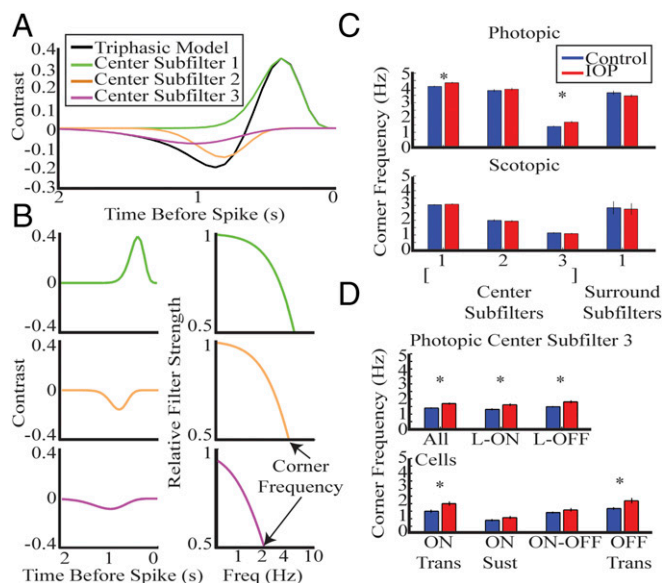 A
Triphasic Model
Center Subfilter 1
Center Subfilter 2
Center Subfilter 3
Contrast
0.4
0.3
0.2
0.1
0
-0.1
-0.2
-0.3
2
1
0
Time Before Spike (s)
B
0.4
0
-0.4
0.4
0
-0.4
0.4
0
-0.4
Contrast
2
1
0
Time Before Spike (s)
Relative Filter Strength
1
0.5
1
0.5
1
0.5
Corner
Frequency
1
2
4
10
Freq (Hz)
C
Photopic
Control
IOP
*
*
5
4
3
2
1
0
Scotopic
5
4
3
2
1
0
Corner Frequency (Hz)
1
2
3
1
[
]
Center
Subfilters
Surround
Subfilters
D
Photopic Center Subfilter 3
5
4
3
2
1
0
*
*
*
All
Cells
L-ON
L-OFF
5
4
3
2
1
0
Corner Frequency (Hz)
*
*
ON
Trans
ON
Sust
ON-OFF
OFF
Trans